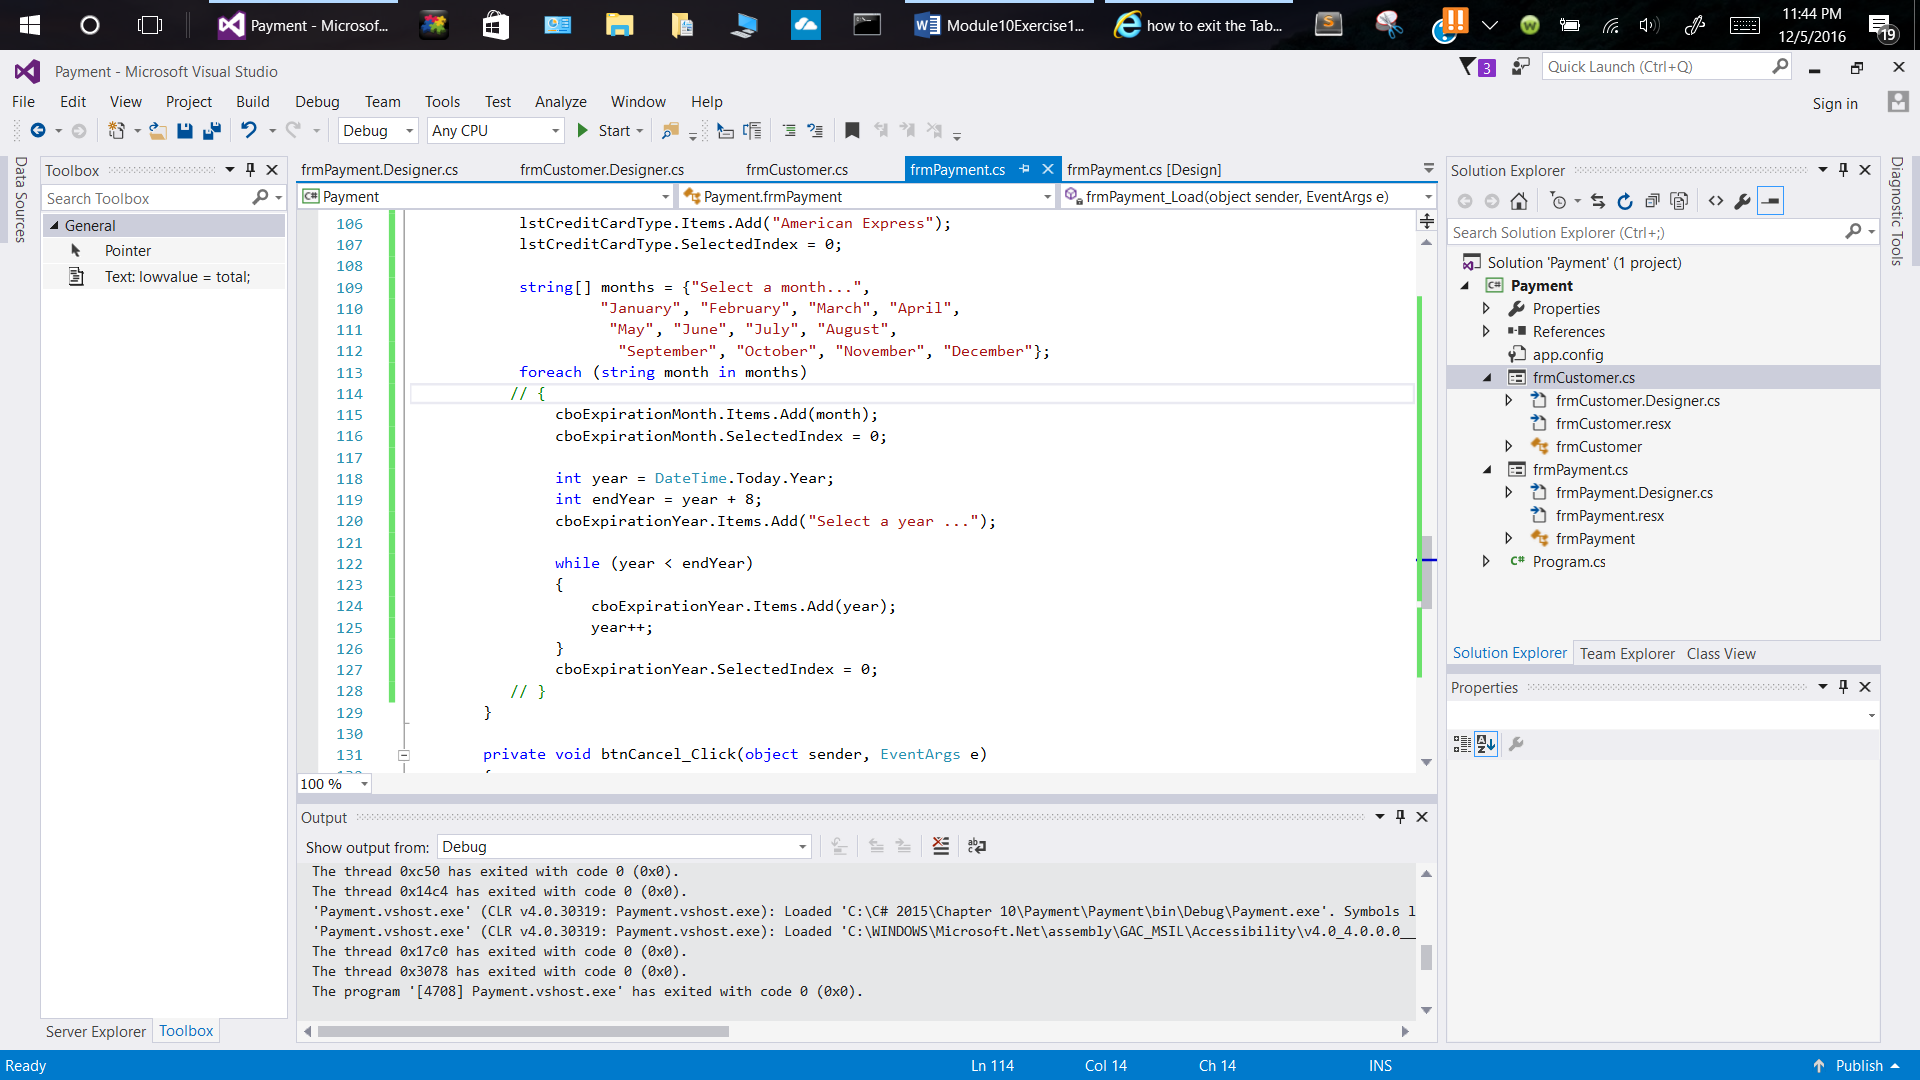 Payment - Microsof...
Module10Exercise1...
how to exit the Tab...
11:44 PM
12/5/2016
19
Payment - Microsoft Visual Studio
3
Quick Launch (Ctrl+Q)
File Edit View Project Build Debug Team Tools Test Analyze Window Help
Sign in
Debug Any CPU Start
Data Sources
Toolbox
Search Toolbox
General
Pointer
Text: lowvalue = total;
Server Explorer Toolbox
frmPayment.Designer.cs frmCustomer.Designer.cs frmCustomer.cs frmPayment.cs frmPayment.cs [Design]
Payment Payment.frmPayment frmPayment_Load(object sender, EventArgs e)
106 lstCreditCardType.Items.Add("American Express");
107 lstCreditCardType.SelectedIndex = 0;
108
109 string[] months = {"Select a month...",
110 "January", "February", "March", "April",
111 "May", "June", "July", "August",
112 "September", "October", "November", "December"};
113 foreach (string month in months)
114 // {
115 cboExpirationMonth.Items.Add(month);
116 cboExpirationMonth.SelectedIndex = 0;
117
118 int year = DateTime.Today.Year;
119 int endYear = year + 8;
120 cboExpirationYear.Items.Add("Select a year ...");
121
122 while (year < endYear)
123 {
124 cboExpirationYear.Items.Add(year);
125 year++;
126 }
127 cboExpirationYear.SelectedIndex = 0;
128 // }
129 }
130
131 private void btnCancel_Click(object sender, EventArgs e)
100 %
Output
Show output from: Debug
The thread 0xc50 has exited with code 0 (0x0).
The thread 0x14c4 has exited with code 0 (0x0).
'Payment.vshost.exe' (CLR v4.0.30319: Payment.vshost.exe): Loaded 'C:\C# 2015\Chapter 10\Payment\Payment\bin\Debug\Payment.exe'. Symbols l
'Payment.vshost.exe' (CLR v4.0.30319: Payment.vshost.exe): Loaded 'C:\WINDOWS\Microsoft.Net\assembly\GAC_MSIL\Accessibility\v4.0_4.0.0.0__
The thread 0x17c0 has exited with code 0 (0x0).
The thread 0x3078 has exited with code 0 (0x0).
The program '[4708] Payment.vshost.exe' has exited with code 0 (0x0).
Solution Explorer
Search Solution Explorer (Ctrl+;)
Solution 'Payment' (1 project)
Payment
Properties
References
app.config
frmCustomer.cs
frmCustomer.Designer.cs
frmCustomer.resx
frmCustomer
frmPayment.cs
frmPayment.Designer.cs
frmPayment.resx
frmPayment
Program.cs
Solution Explorer Team Explorer Class View
Properties
Diagnostic Tools
Ready Ln 114 Col 14 Ch 14 INS Publish